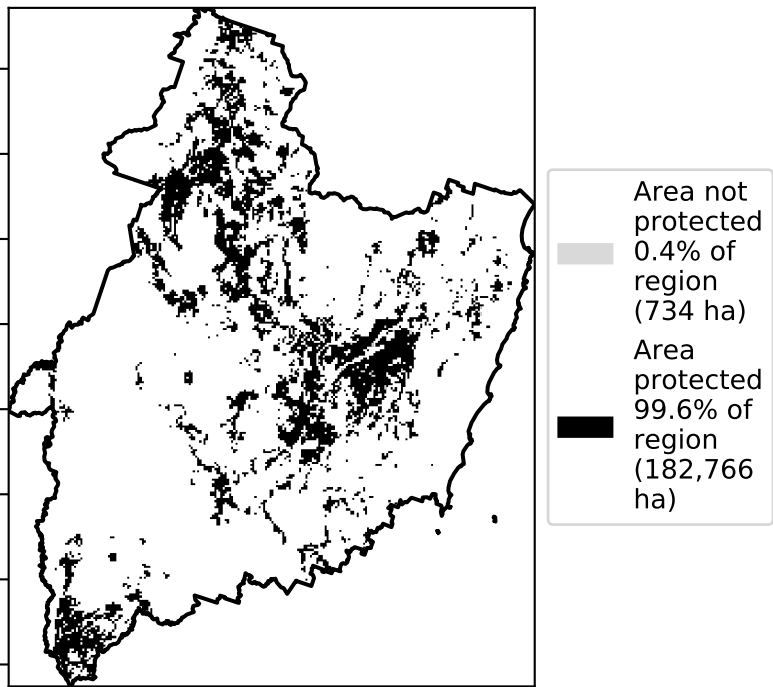 Area not
protected
0.4% of
region
(734 ha)
Area
protected
99.6% of
region
(182,766
ha)